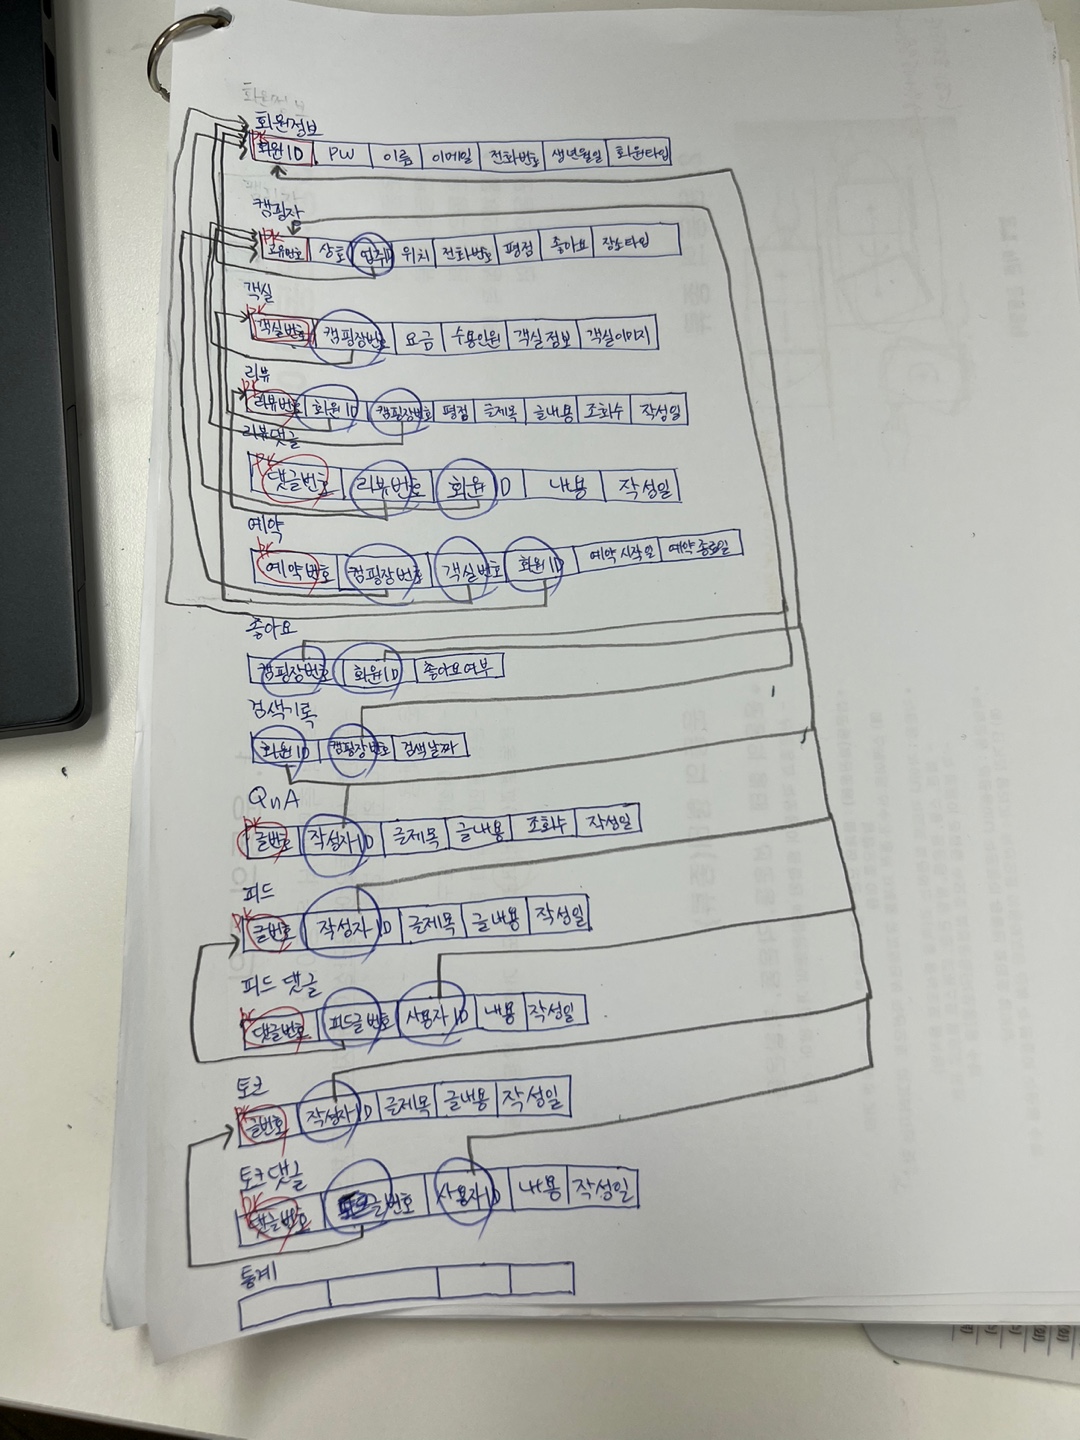 회원정보
PK
회원ID PW 이름 이메일 전화번호 생년월일 회원타입
캠핑장
PK
고유번호 상호 업주ID 위치 전화번호 평점 좋아요 장소타입
객실
PK
객실번호 캠핑장번호 요금 수용인원 객실정보 객실이미지
리뷰
PK
리뷰번호 회원ID 캠핑장번호 평점 글제목 글내용 조회수 작성일
리뷰댓글
PK
댓글번호 리뷰번호 회원ID 내용 작성일
예약
PK
예약번호 캠핑장번호 객실번호 회원ID 예약시작일 예약종료일
좋아요
캠핑장번호 회원ID 좋아요여부
검색기록
회원ID 캠핑장번호 검색날짜
QnA
PK
글번호 작성자ID 글제목 글내용 조회수 작성일
피드
PK
글번호 작성자ID 글제목 글내용 작성일
피드 댓글
PK
댓글번호 피드글번호 사용자ID 내용 작성일
토크
PK
글번호 작성자ID 글제목 글내용 작성일
토크댓글
PK
댓글번호 글번호 사용자ID 내용 작성일
통계